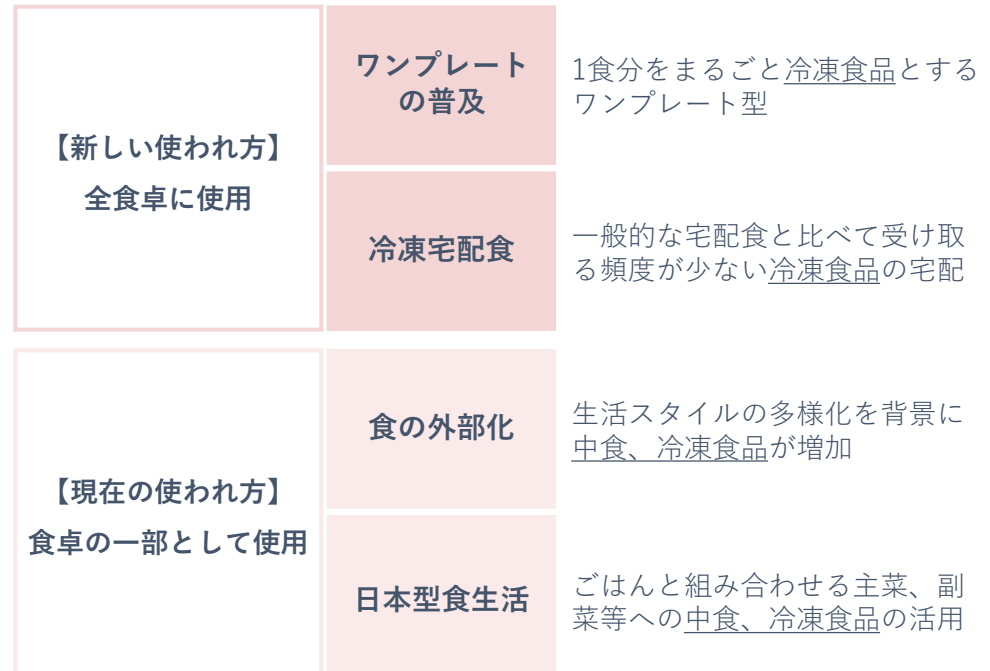 【新しい使われ方】
全食卓に使用
ワンプレート
の普及
1食分をまるごと冷凍食品とする
ワンプレート型
冷凍宅配食
一般的な宅配食と比べて受け取
る頻度が少ない冷凍食品の宅配
【現在の使われ方】
食卓の一部として使用
食の外部化
生活スタイルの多様化を背景に
中食、冷凍食品が増加
日本型食生活
ごはんと組み合わせる主菜、副
菜等への中食、冷凍食品の活用